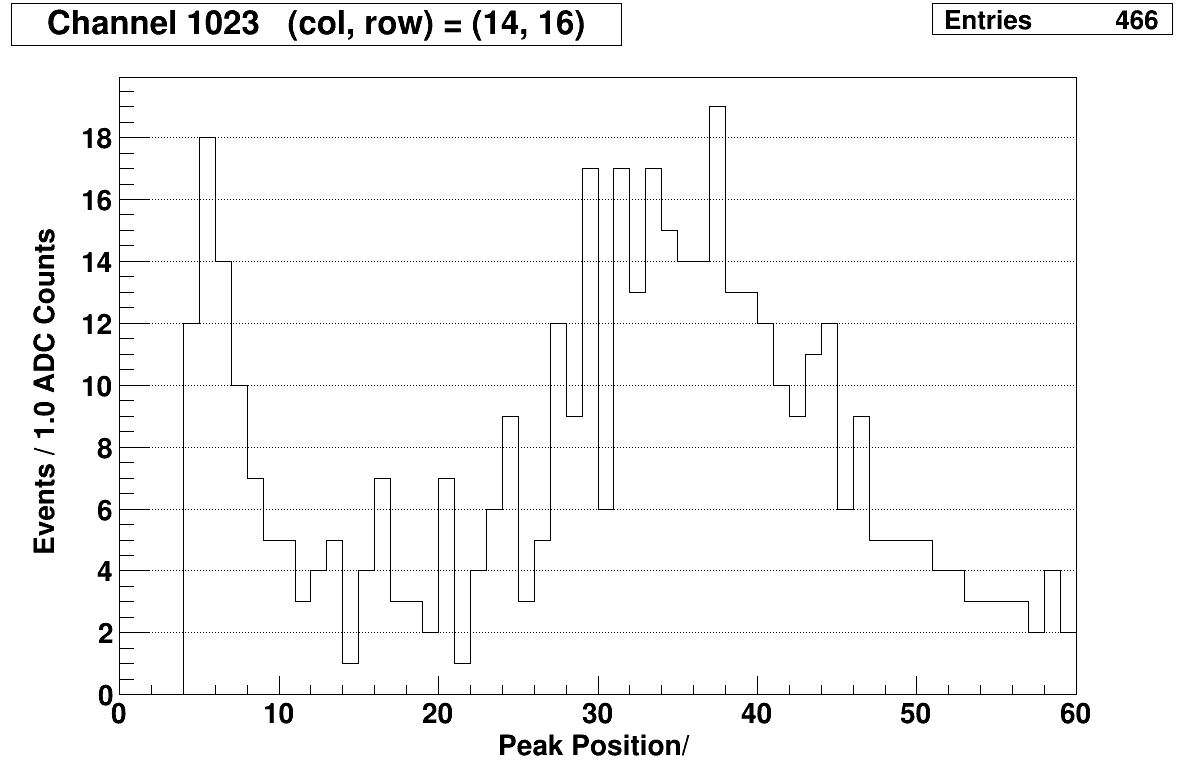 Channel 1023 (col, row) = (14, 16)
Entries 466
Events / 1.0 ADC Counts
18
16
14
12
10
8
6
4
2
0
0 10 20 30 40 50 60
Peak Position/